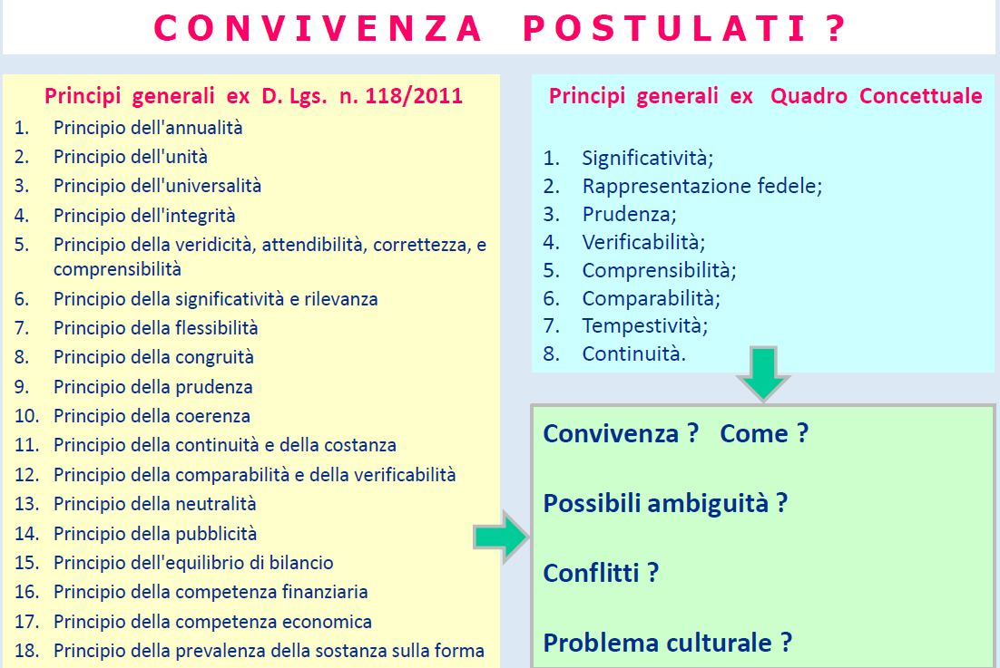 CONVIVENZA POSTULATI ?
Principi generali ex D. Lgs. n. 118/2011
1. Principio dell'annualità
2. Principio dell'unità
3. Principio dell'universalità
4. Principio dell'integrità
5. Principio della veridicità, attendibilità, correttezza, e
comprensibilità
6. Principio della significatività e rilevanza
7. Principio della flessibilità
8. Principio della congruità
9. Principio della prudenza
10. Principio della coerenza
11. Principio della continuità e della costanza
12. Principio della comparabilità e della verificabilità
13. Principio della neutralità
14. Principio della pubblicità
15. Principio dell'equilibrio di bilancio
16. Principio della competenza finanziaria
17. Principio della competenza economica
18. Principio della prevalenza della sostanza sulla forma
Principi generali ex Quadro Concettuale
1. Significatività;
2. Rappresentazione fedele;
3. Prudenza;
4. Verificabilità;
5. Comprensibilità;
6. Comparabilità;
7. Tempestività;
8. Continuità.
Convivenza ? Come ?
Possibili ambiguità ?
Conflitti ?
Problema culturale ?